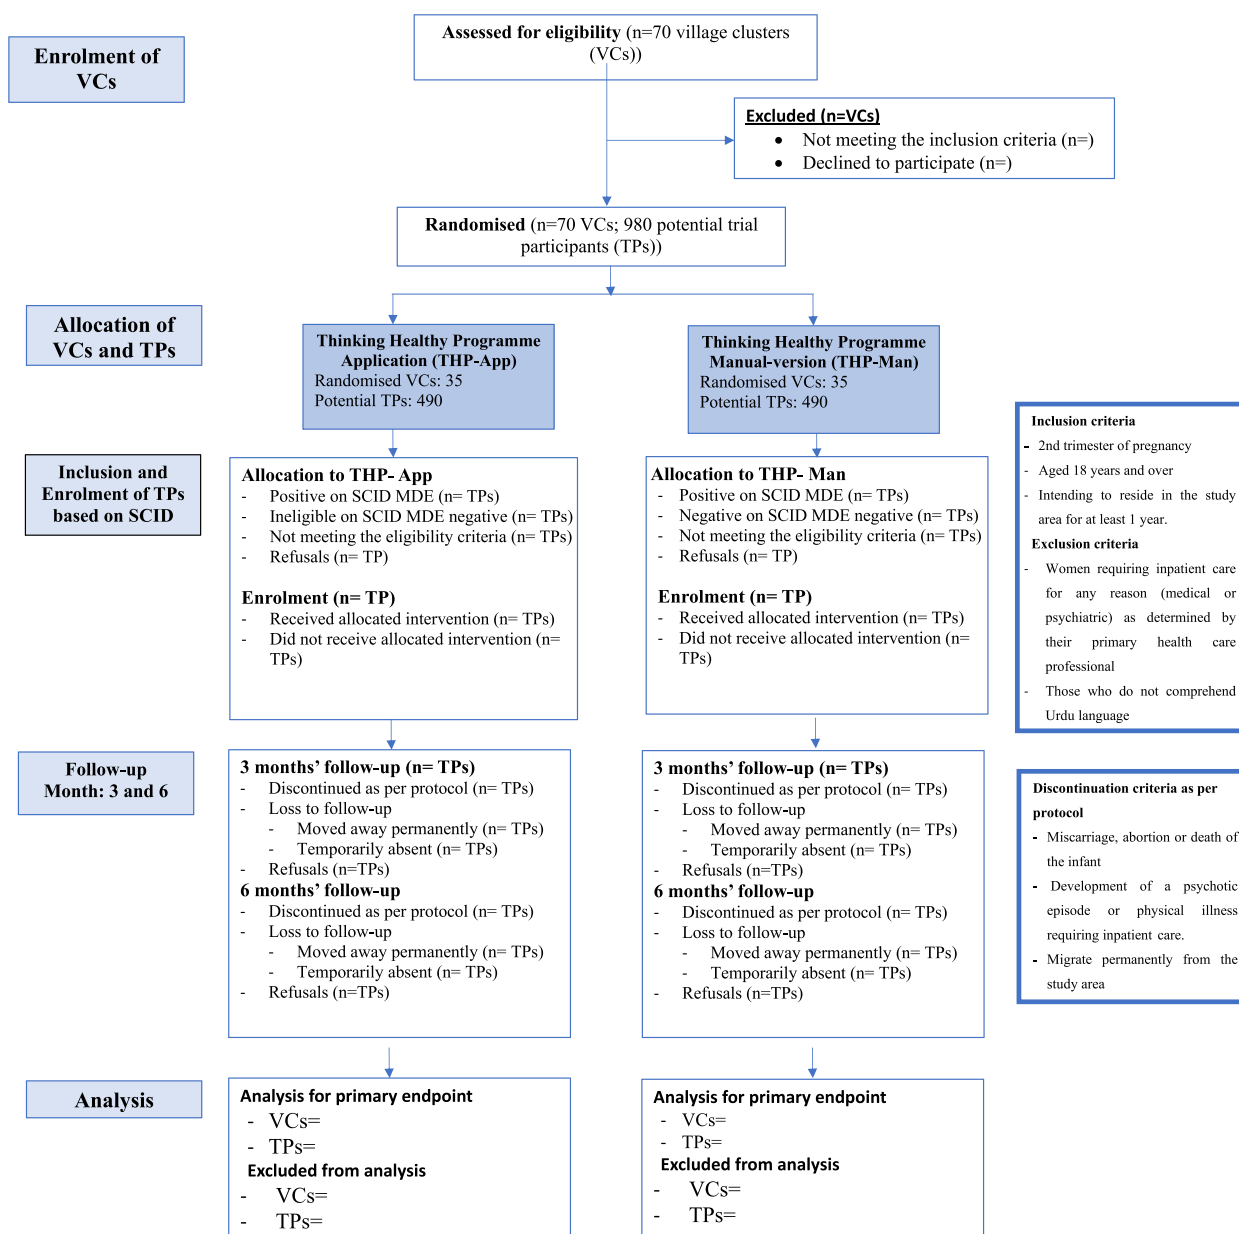 Enrolment of
VCs
Assessed for eligibility (n=70 village clusters
(VCs))
Excluded (n=VCs)
• Not meeting the inclusion criteria (n=)
• Declined to participate (n=)
Randomised (n=70 VCs; 980 potential trial
participants (TPs))
Allocation of
VCs and TPs
Thinking Healthy Programme
Application (THP-App)
Randomised VCs: 35
Potential TPs: 490
Thinking Healthy Programme
Manual-version (THP-Man)
Randomised VCs: 35
Potential TPs: 490
Inclusion and
Enrolment of TPs
based on SCID
Allocation to THP- App
- Positive on SCID MDE (n= TPs)
- Ineligible on SCID MDE negative (n= TPs)
- Not meeting the eligibility criteria (n= TPs)
- Refusals (n= TP)
Enrolment (n= TP)
- Received allocated intervention (n= TPs)
- Did not receive allocated intervention (n=
TPs)
Allocation to THP- Man
- Positive on SCID MDE (n= TPs)
- Negative on SCID MDE negative (n= TPs)
- Not meeting the eligibility criteria (n= TPs)
- Refusals (n= TP)
Enrolment (n= TP)
- Received allocated intervention (n= TPs)
- Did not receive allocated intervention (n=
TPs)
Inclusion criteria
- 2nd trimester of pregnancy
- Aged 18 years and over
- Intending to reside in the study
area for at least 1 year.
Exclusion criteria
- Women requiring inpatient care
for any reason (medical or
psychiatric) as determined by
their primary health care
professional
- Those who do not comprehend
Urdu language
Follow-up
Month: 3 and 6
3 months' follow-up (n= TPs)
- Discontinued as per protocol (n= TPs)
- Loss to follow-up
- Moved away permanently (n= TPs)
- Temporarily absent (n= TPs)
- Refusals (n=TPs)
6 months' follow-up
- Discontinued as per protocol (n= TPs)
- Loss to follow-up
- Moved away permanently (n= TPs)
- Temporarily absent (n= TPs)
- Refusals (n=TPs)
3 months' follow-up (n= TPs)
- Discontinued as per protocol (n= TPs)
- Loss to follow-up
- Moved away permanently (n= TPs)
- Temporarily absent (n= TPs)
- Refusals (n=TPs)
6 months' follow-up
- Discontinued as per protocol (n= TPs)
- Loss to follow-up
- Moved away permanently (n= TPs)
- Temporarily absent (n= TPs)
- Refusals (n=TPs)
Discontinuation criteria as per
protocol
- Miscarriage, abortion or death of
the infant
- Development of a psychotic
episode or physical illness
requiring inpatient care.
- Migrate permanently from the
study area
Analysis
Analysis for primary endpoint
- VCs=
- TPs=
Excluded from analysis
- VCs=
- TPs=
Analysis for primary endpoint
- VCs=
- TPs=
Excluded from analysis
- VCs=
- TPs=